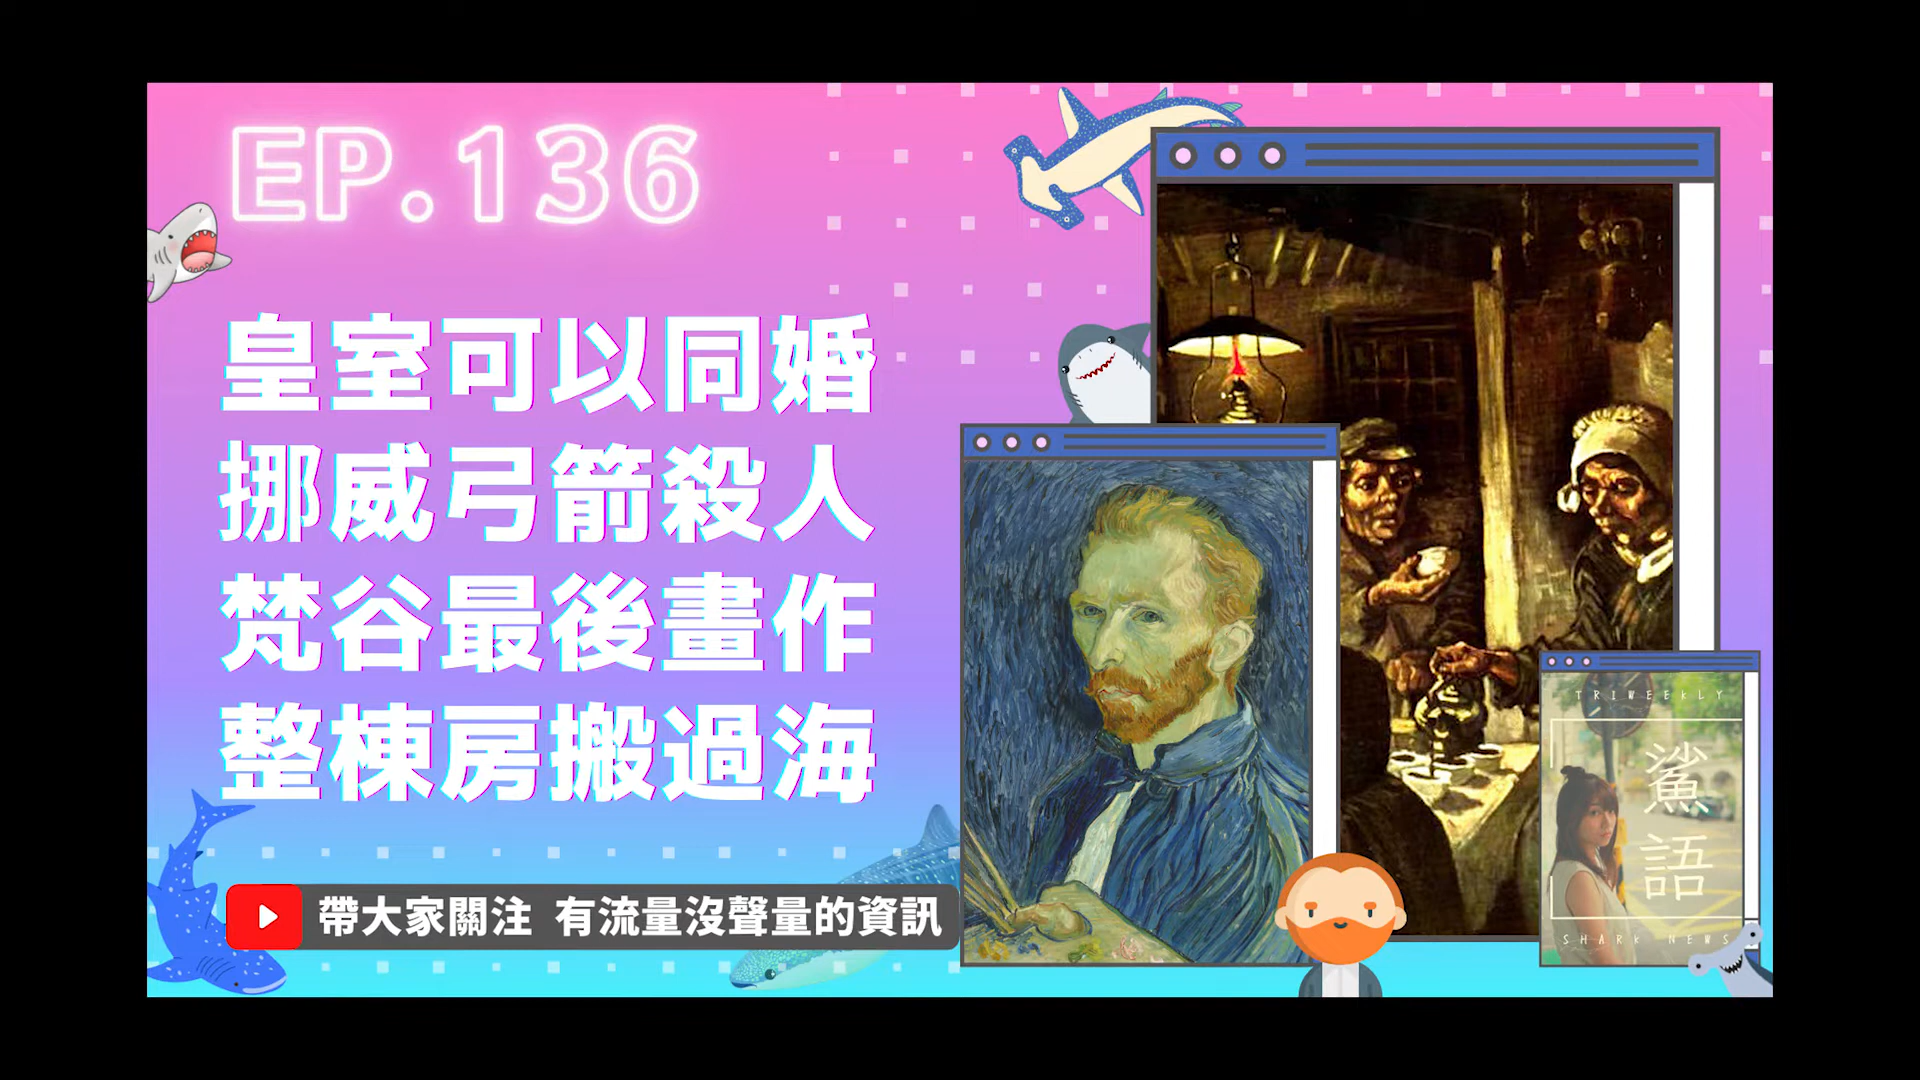 EP.136
皇室可以同婚
挪威弓箭殺人
梵谷最後畫作
整棟房搬過海
帶大家關注 有流量沒聲量的資訊
TRIWEEKLY
鯊語
SHARK NEWS